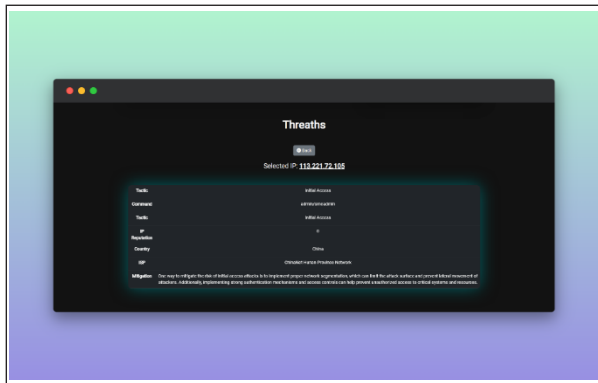 Threaths
Back
Selected IP: 113.221.72.105
Tactic Initial Access
Command
Tactic Initial Access
IP
Reputation 0
Country China
ISP Chinanet Hunan Province Network
Mitigation One way to mitigate the risk of initial access attacks is to implement proper network segmentation, which can limit the attack surface and prevent lateral movement of
attackers. Additionally, implementing strong authentication mechanisms and access controls can help prevent unauthorized access to critical systems and resources.